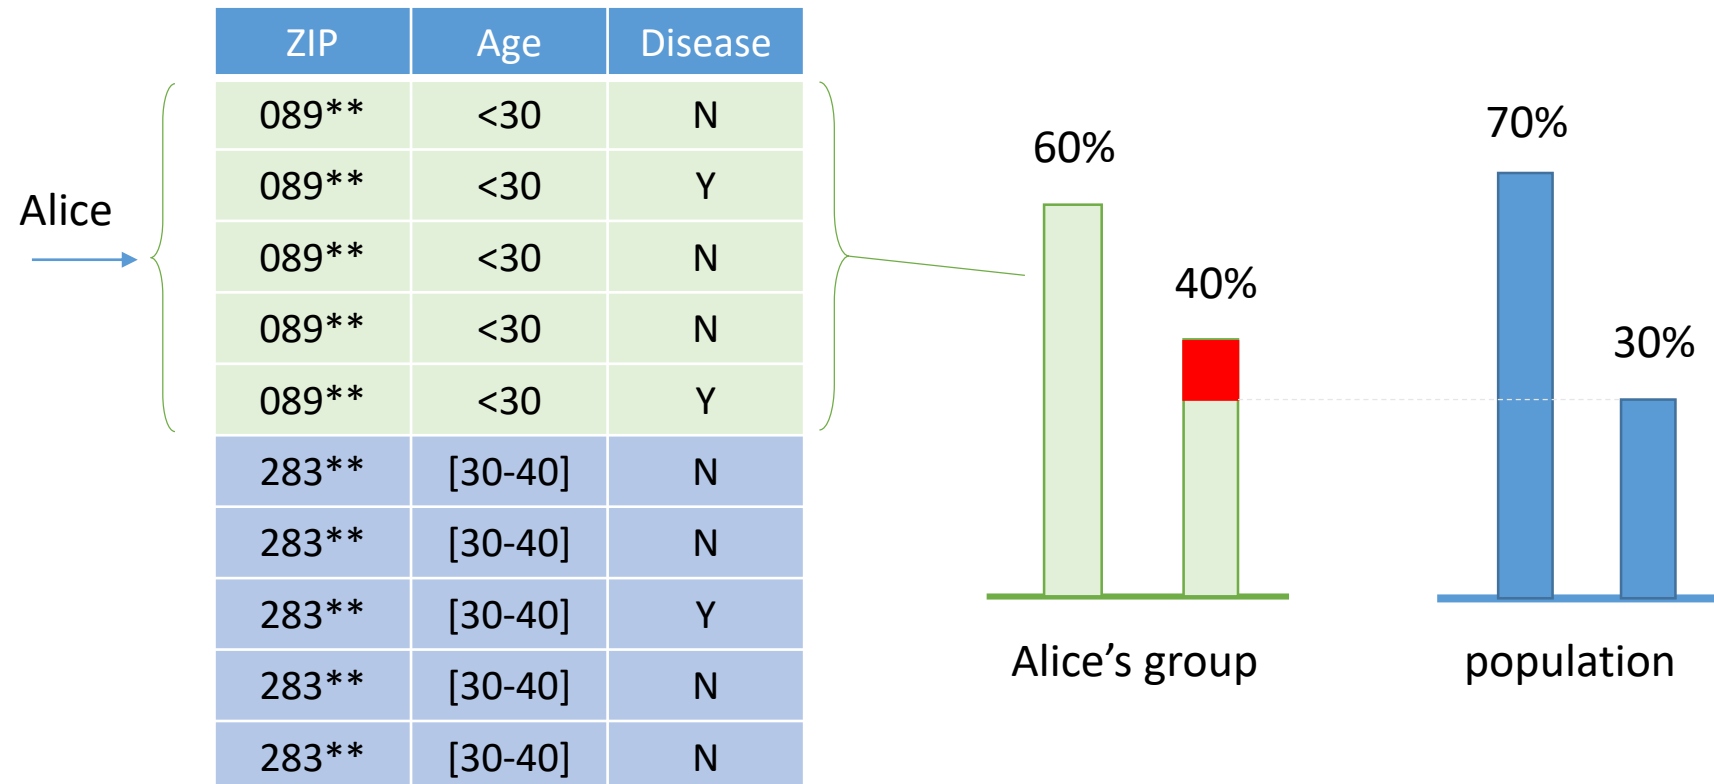 ZIP Age Disease
089** <30 N
089** <30 Y
089** <30 N
089** <30 N
089** <30 Y
283** [30-40] N
283** [30-40] N
283** [30-40] Y
283** [30-40] N
283** [30-40] N
Alice
60%
40%
Alice’s group
70%
30%
population